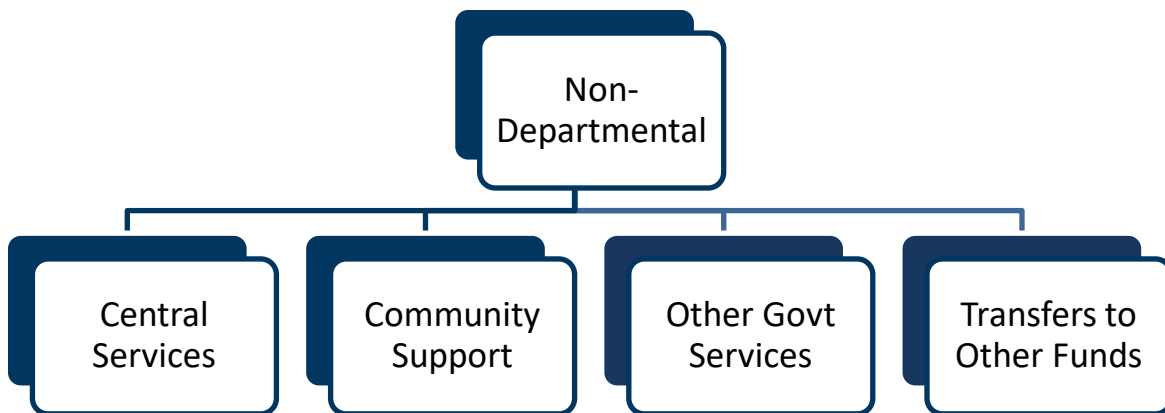 Non-
Departmental
Central
Services
Community
Support
Other Govt
Services
Transfers to
Other Funds